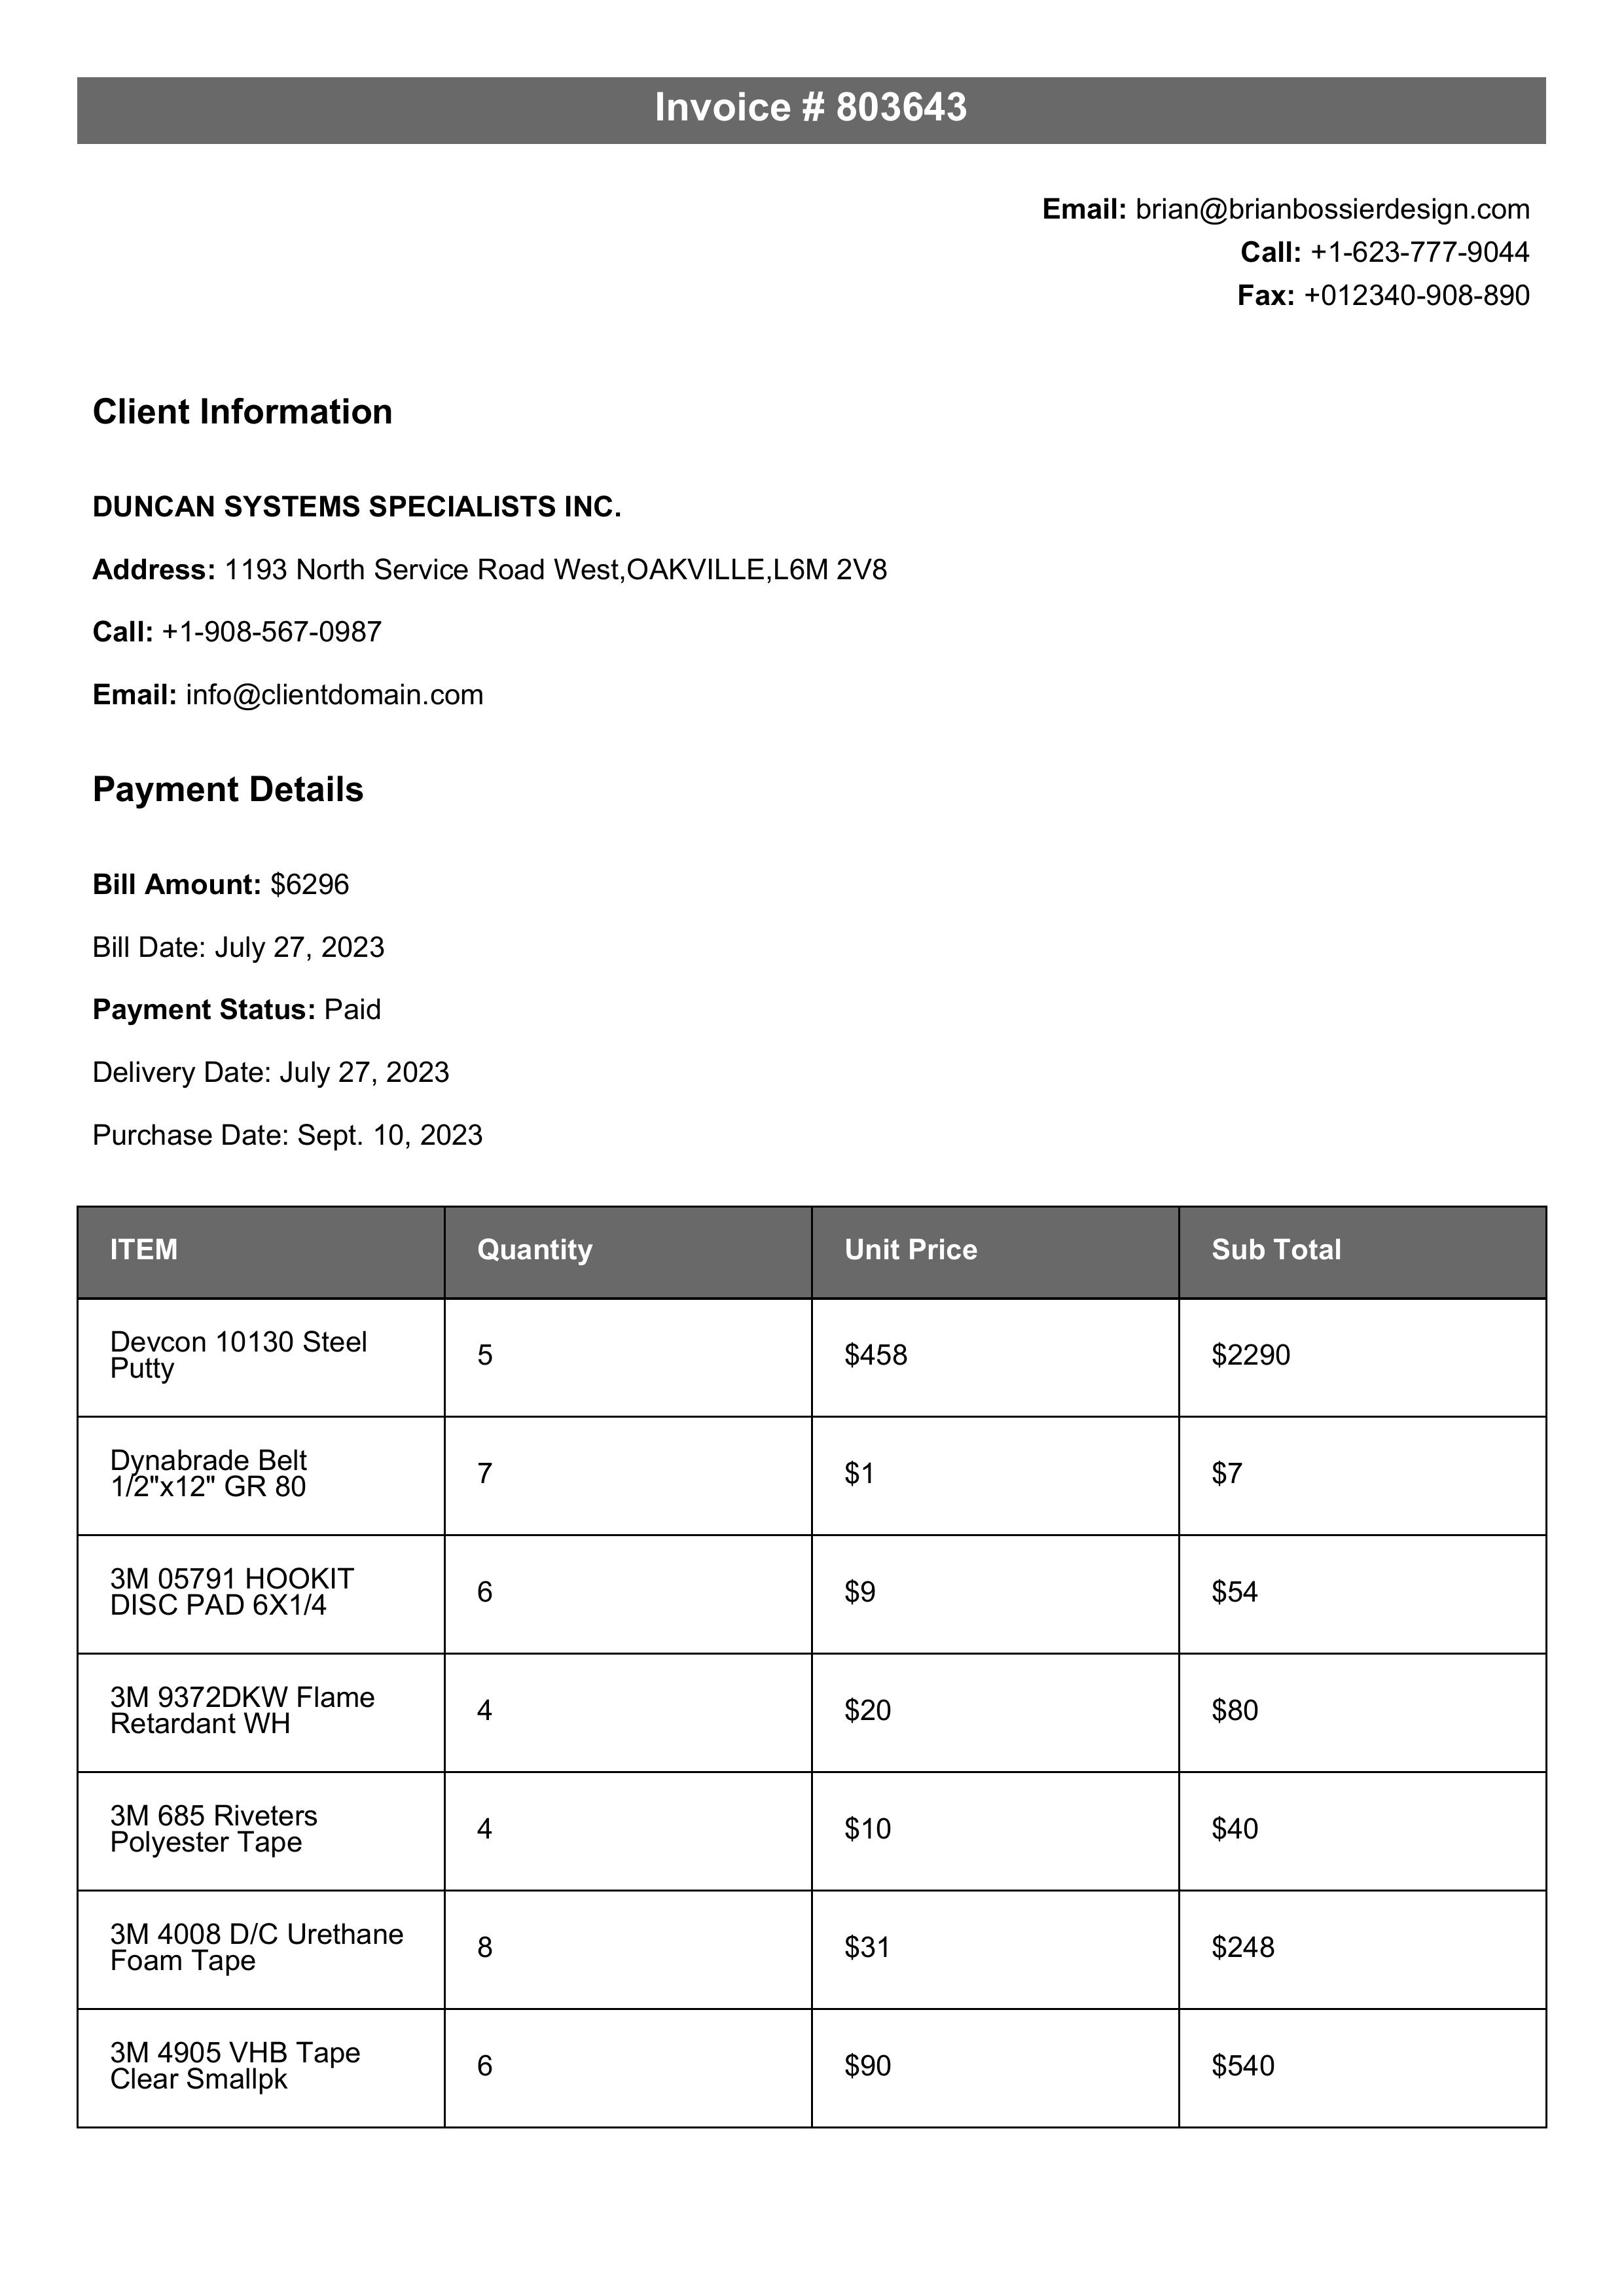 Invoice # 803643
Email: brian@brianbossierdesign.com
Call: +1-623-777-9044
Fax: +012340-908-890
Client Information
DUNCAN SYSTEMS SPECIALISTS INC.
Address: 1193 North Service Road West,OAKVILLE,L6M 2V8
Call: +1-908-567-0987
Email: info@clientdomain.com
Payment Details
Bill Amount: $6296
Bill Date: July 27, 2023
Payment Status: Paid
Delivery Date: July 27, 2023
Purchase Date: Sept. 10, 2023
ITEM Quantity Unit Price Sub Total
Devcon 10130 Steel
Putty
5 $458 $2290
Dynabrade Belt
1/2"x12" GR 80
7 $1 $7
3M 05791 HOOKIT
DISC PAD 6X1/4
6 $9 $54
3M 9372DKW Flame
Retardant WH
4 $20 $80
3M 685 Riveters
Polyester Tape
4 $10 $40
3M 4008 D/C Urethane
Foam Tape
8 $31 $248
3M 4905 VHB Tape
Clear Smallpk
6 $90 $540